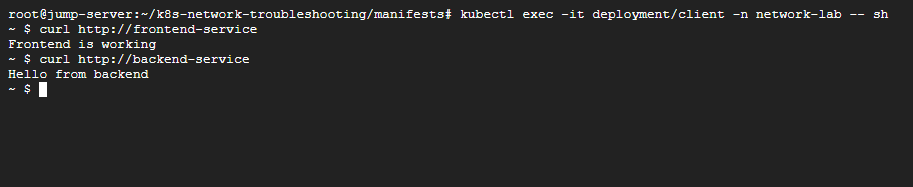 root@jump-server:~/k8s-network-troubleshooting/manifests# kubectl exec -it deployment/client -n network-lab -- sh
~ $ curl http://frontend-service
Frontend is working
~ $ curl http://backend-service
Hello from backend
~ $